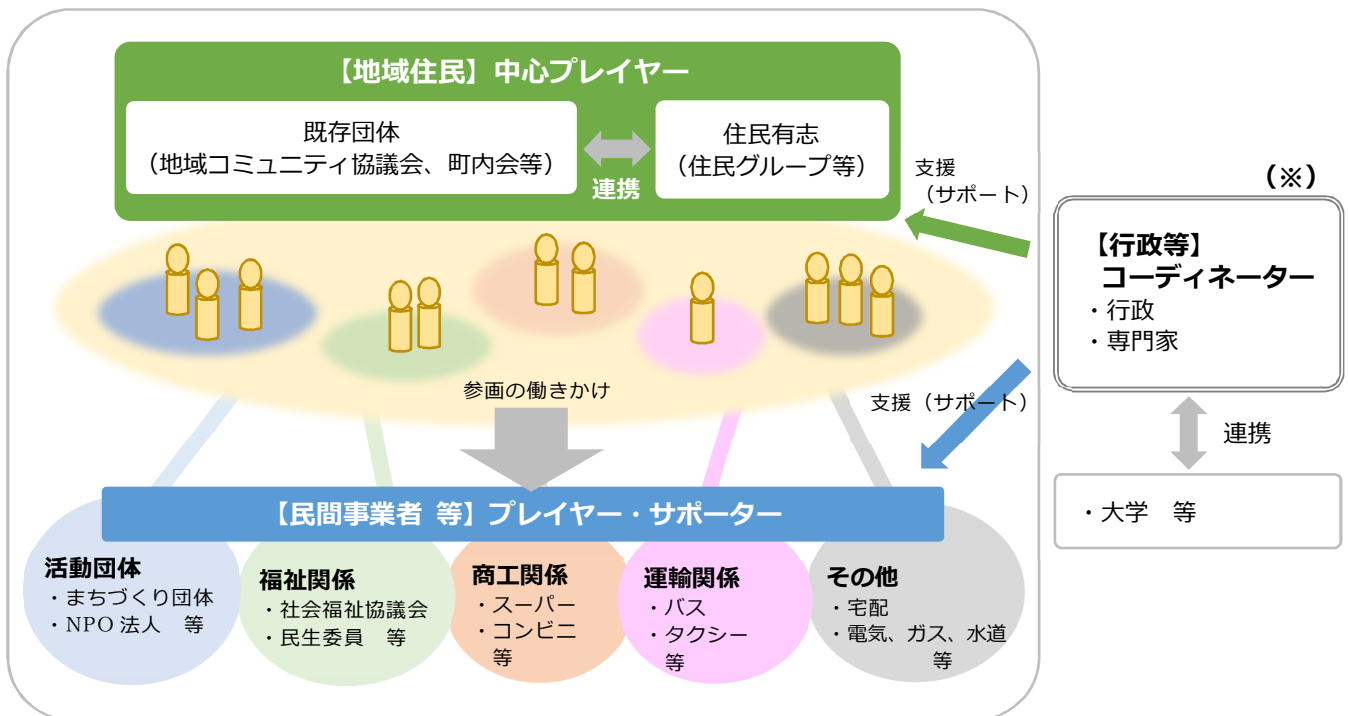 【地域住民】中心プレイヤー
既存団体
（地域コミュニティ協議会、町内会等）
連携
住民有志
（住民グループ等）
支援
（サポート）
（※）
【行政等】
コーディネーター
・行政
・専門家
参画の働きかけ
支援（サポート）
連携
・大学　等
【民間事業者 等】プレイヤー・サポーター
活動団体
・まちづくり団体
・NPO 法人　等
福祉関係
・社会福祉協議会
・民生委員　等
商工関係
・スーパー
・コンビニ
等
運輸関係
・バス
・タクシー
等
その他
・宅配
・電気、ガス、水道
等